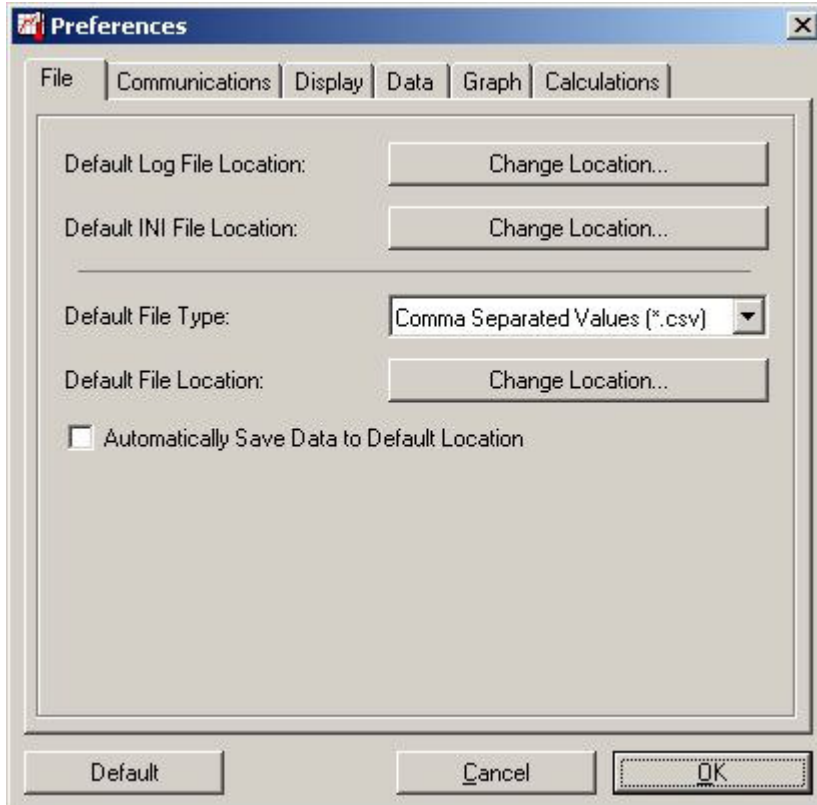 Preferences
File Communications Display Data Graph Calculations
Default Log File Location: Change Location...
Default INI File Location: Change Location...
Default File Type: Comma Separated Values (*.csv)
Default File Location: Change Location...
Automatically Save Data to Default Location
Default Cancel OK